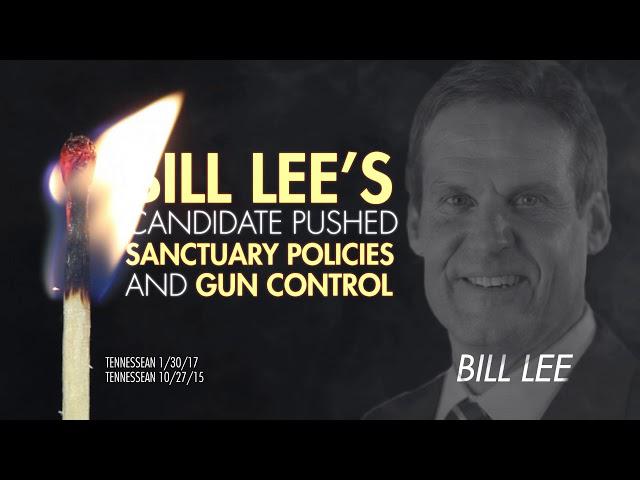 BILL LEE'S
CANDIDATE PUSHED
SANCTUARY POLICIES
AND GUN CONTROL
TENNESSEAN 1/30/17
TENNESSEAN 10/27/15
BILL LEE